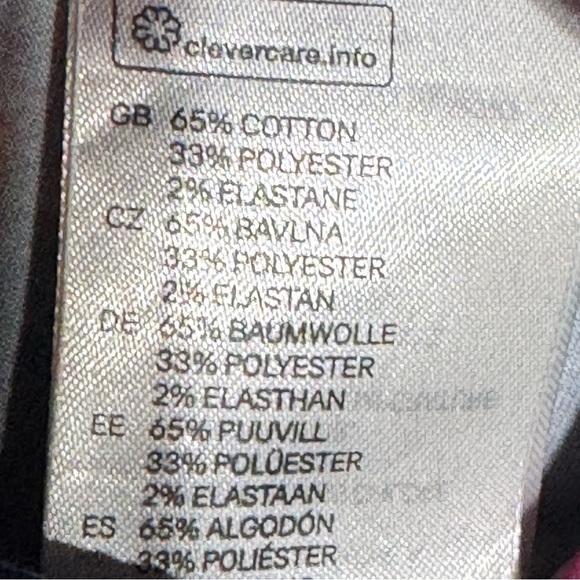 clevercare.info
GB 65% COTTON
33% POLYESTER
2% ELASTANE
CZ 65% BAVLNA
33% POLYESTER
2% ELASTAN
DE 65% BAUMWOLLE
33% POLYESTER
2% ELASTHAN
EE 65% PUUVILL
33% POLÜESTER
2% ELASTAAN
ES 65% ALGODÓN
33% POLIÉSTER